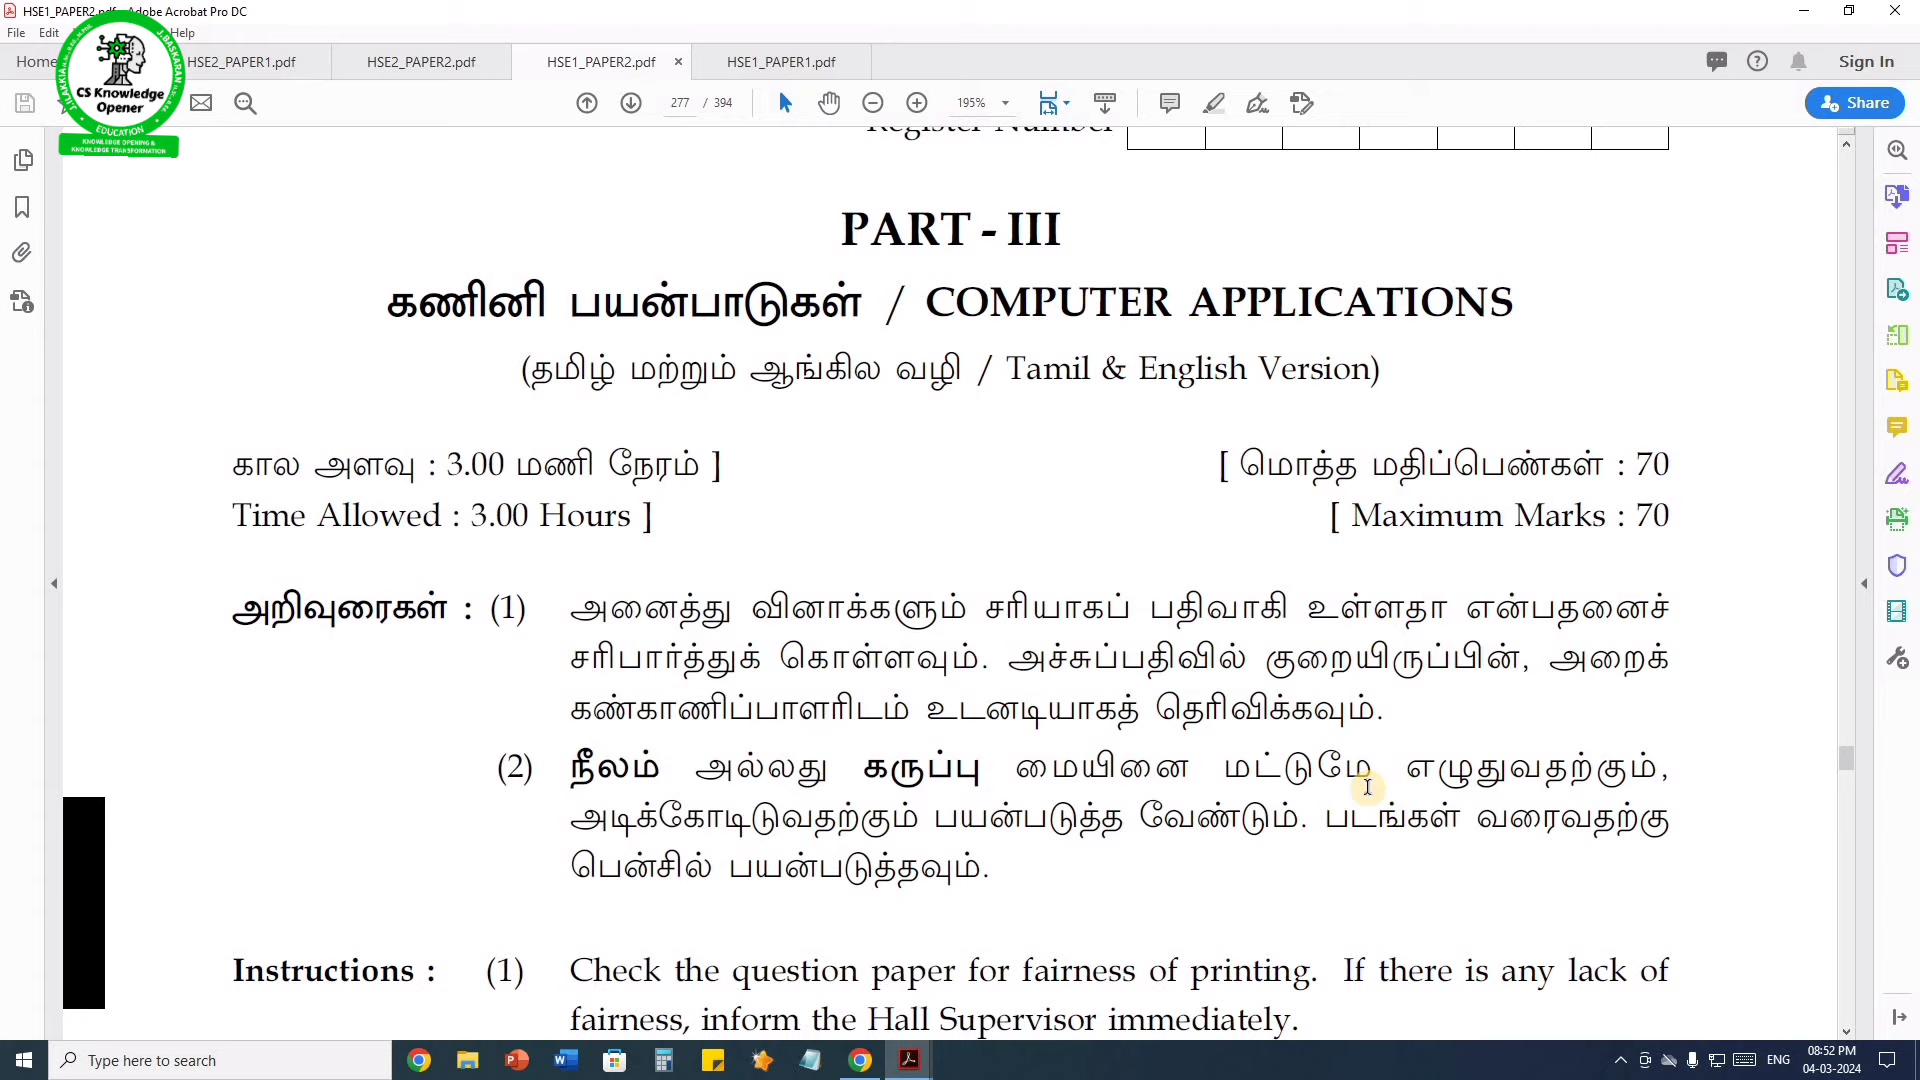 HSE1_PAPER2.pdf - Adobe Acrobat Pro DC
File Edit Help
Home HSE2_PAPER1.pdf HSE2_PAPER2.pdf HSE1_PAPER2.pdf × HSE1_PAPER1.pdf Sign In
J.ILAKKIA J.BASKARAN
CS Knowledge
Opener
EDUCATION
KNOWLEDGE OPENING &
KNOWLEDGE TRANSFORMATION
277 / 394 195% Share
Register Number
PART - III
கணினி பயன்பாடுகள் / COMPUTER APPLICATIONS
(தமிழ் மற்றும் ஆங்கில வழி / Tamil & English Version)
கால அளவு : 3.00 மணி நேரம் ] [ மொத்த மதிப்பெண்கள் : 70
Time Allowed : 3.00 Hours ] [ Maximum Marks : 70
அறிவுரைகள் : (1) அனைத்து வினாக்களும் சரியாகப் பதிவாகி உள்ளதா என்பதனைச்
சரிபார்த்துக் கொள்ளவும். அச்சுப்பதிவில் குறையிருப்பின், அறைக்
கண்காணிப்பாளரிடம் உடனடியாகத் தெரிவிக்கவும்.
(2) நீலம் அல்லது கருப்பு மையினை மட்டுமே எழுதுவதற்கும்,
அடிக்கோடிடுவதற்கும் பயன்படுத்த வேண்டும். படங்கள் வரைவதற்கு
பென்சில் பயன்படுத்தவும்.
Instructions : (1) Check the question paper for fairness of printing. If there is any lack of
fairness, inform the Hall Supervisor immediately.
Type here to search ENG 08:52 PM
04-03-2024